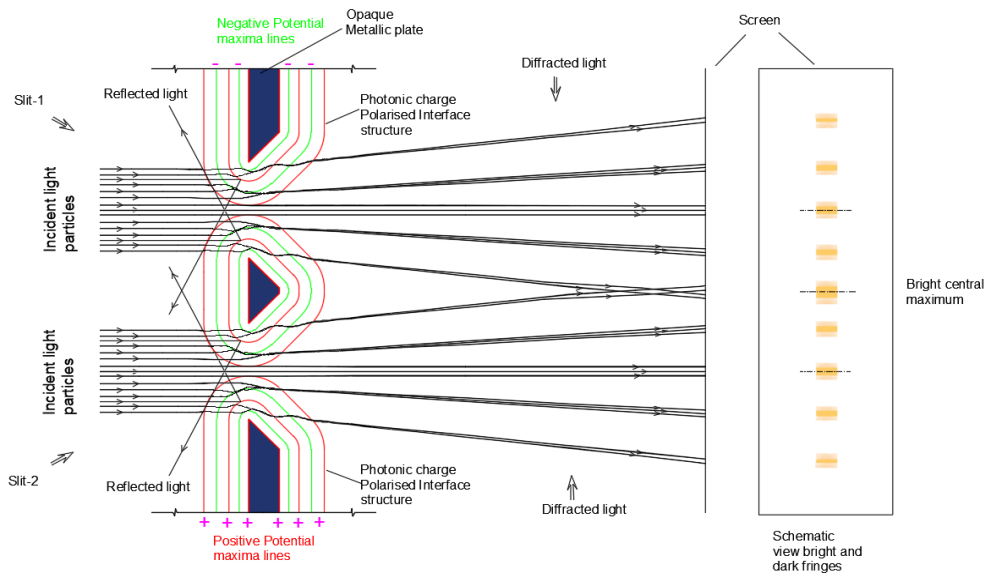 Negative Potential
maxima lines
Opaque
Metallic plate
Screen
Diffracted light
Reflected light
Slit-1
Photonic charge
Polarised Interface
structure
Incident light
particles
Bright central
maximum
Incident light
particles
Slit-2
Reflected light
Photonic charge
Polarised Interface
structure
Diffracted light
Positive Potential
maxima lines
Schematic
view bright and
dark fringes